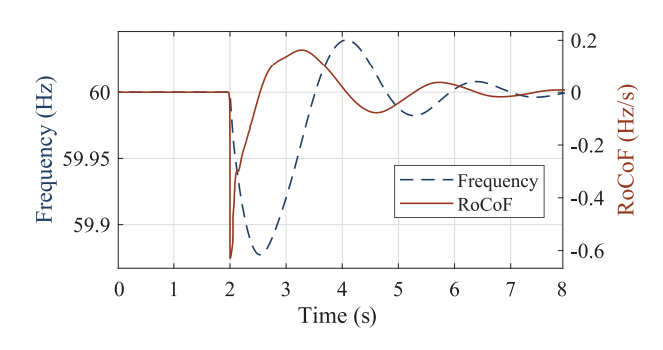 Frequency (Hz)
60
59.95
59.9
0.2
0
-0.2
-0.4
-0.6
RoCoF (Hz/s)
Frequency
RoCoF
0 1 2 3 4 5 6 7 8
Time (s)